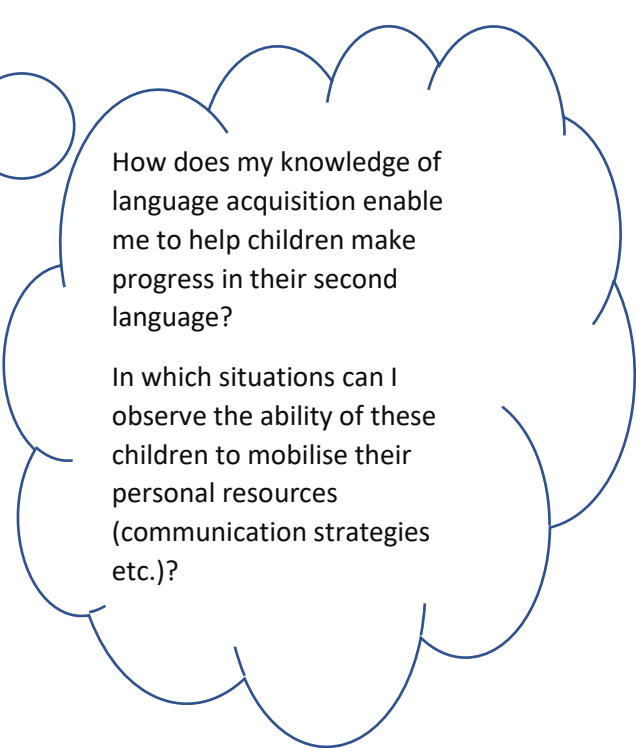 How does my knowledge of
language acquisition enable
me to help children make
progress in their second
language?
In which situations can I
observe the ability of these
children to mobilise their
personal resources
(communication strategies
etc.)?